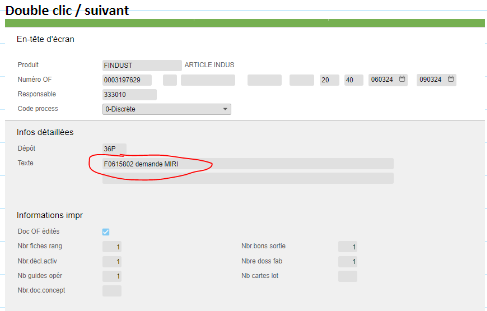 Double clic / suivant
En-tête d'écran
Produit FINDUST ARTICLE INDUS
Numéro OF 0003197629 20 40 060324 090324
Responsable 333010
Code process 0-Discrète
Infos détaillées
Dépôt 36P
Texte F0615802 demande MIRI
Informations impr
Doc OF édités
Nbr fiches rang 1 Nbr bons sortie 1
Nbr décl.activ 1 Nbre doss fab 1
Nb guides opér 1 Nb cartes lot
Nbr.doc.concept